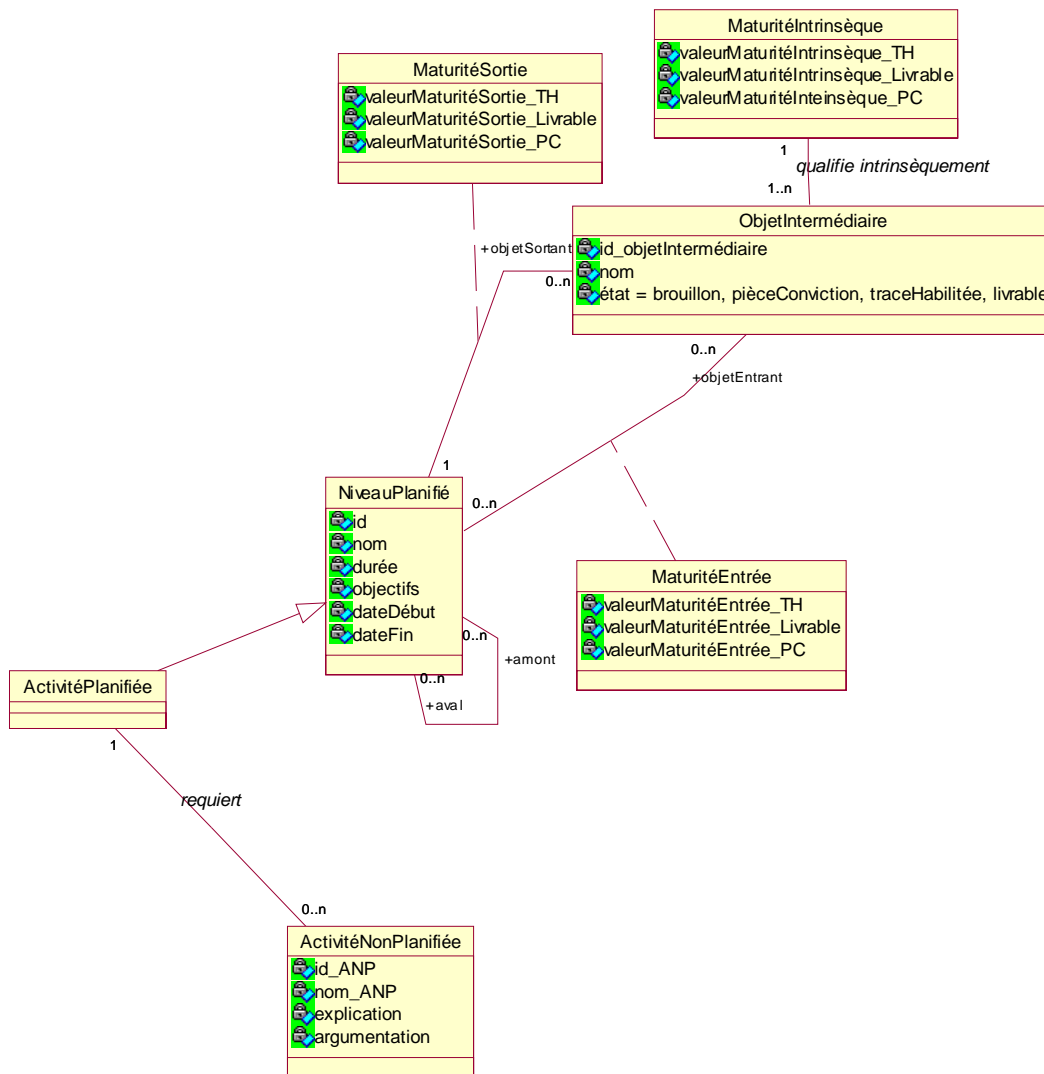 MaturitéIntrinsèque
valeurMaturitéIntrinsèque_TH
valeurMaturitéIntrinsèque_Livrable
valeurMaturitéInteinsèque_PC
MaturitéSortie
valeurMaturitéSortie_TH
valeurMaturitéSortie_Livrable
valeurMaturitéSortie_PC
1
qualifie intrinsèquement
1..n
ObjetIntermédiaire
id_objetIntermédiaire
nom
état = brouillon, pièceConviction, traceHabilitée, livrable
+objetSortant
0..n
0..n
+objetEntrant
1
NiveauPlanifié
id
nom
durée
objectifs
dateDébut
dateFin
0..n
MaturitéEntrée
valeurMaturitéEntrée_TH
valeurMaturitéEntrée_Livrable
valeurMaturitéEntrée_PC
0..n
+amont
0..n
+aval
ActivitéPlanifiée
1
requiert
0..n
ActivitéNonPlanifiée
id_ANP
nom_ANP
explication
argumentation